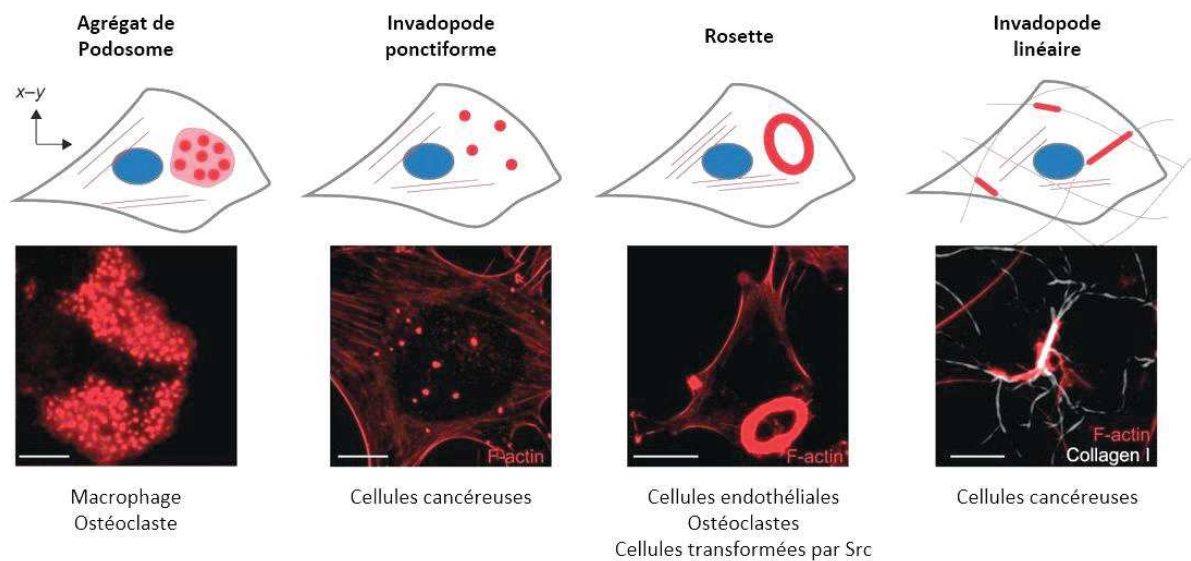 Agrégat de
Podosome
Invadopode
ponctiforme
Rosette
Invadopode
linéaire
x–y
F-actin
F-actin
F-actin
Collagen I
Macrophage
Ostéoclaste
Cellules cancéreuses
Cellules endothéliales
Ostéoclastes
Cellules transformées par Src
Cellules cancéreuses